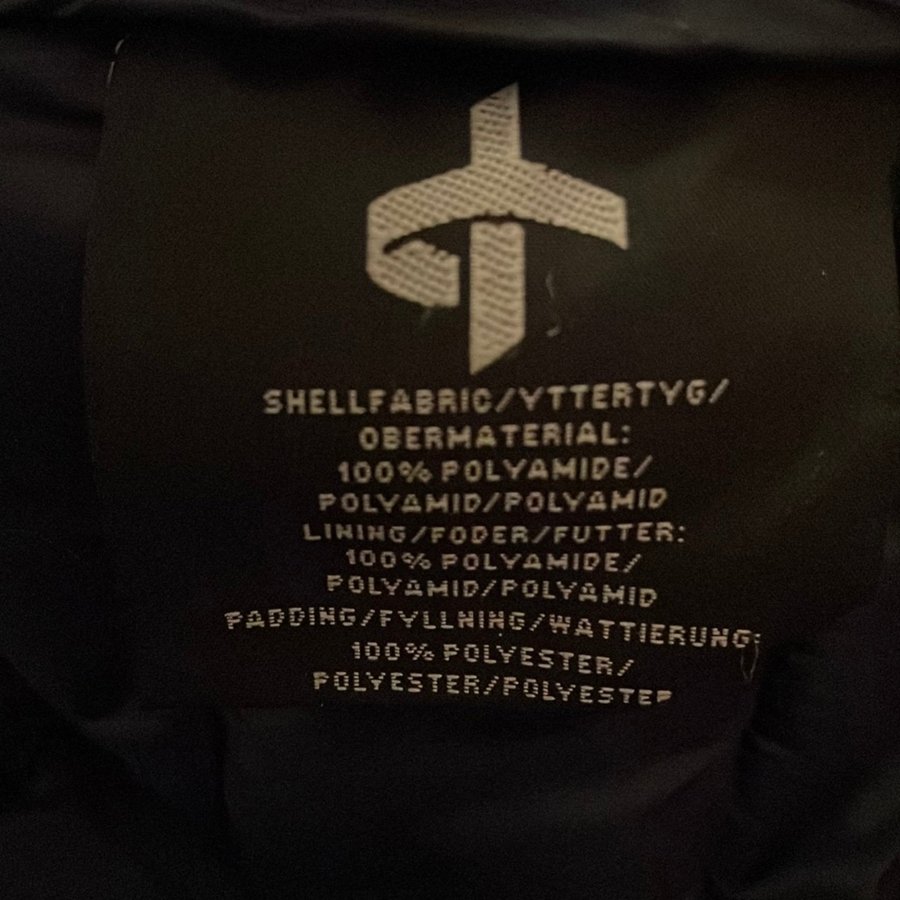 SHELLFABRIC/YTTERTYG/
OBERMATERIAL:
100% POLYAMIDE/
POLYAMID/POLYAMID
LINING/FODER/FUTTER:
100% POLYAMIDE/
POLYAMID/POLYAMID
PADDING/FYLLNING/WATTIERUNG:
100% POLYESTER/
POLYESTER/POLYESTER